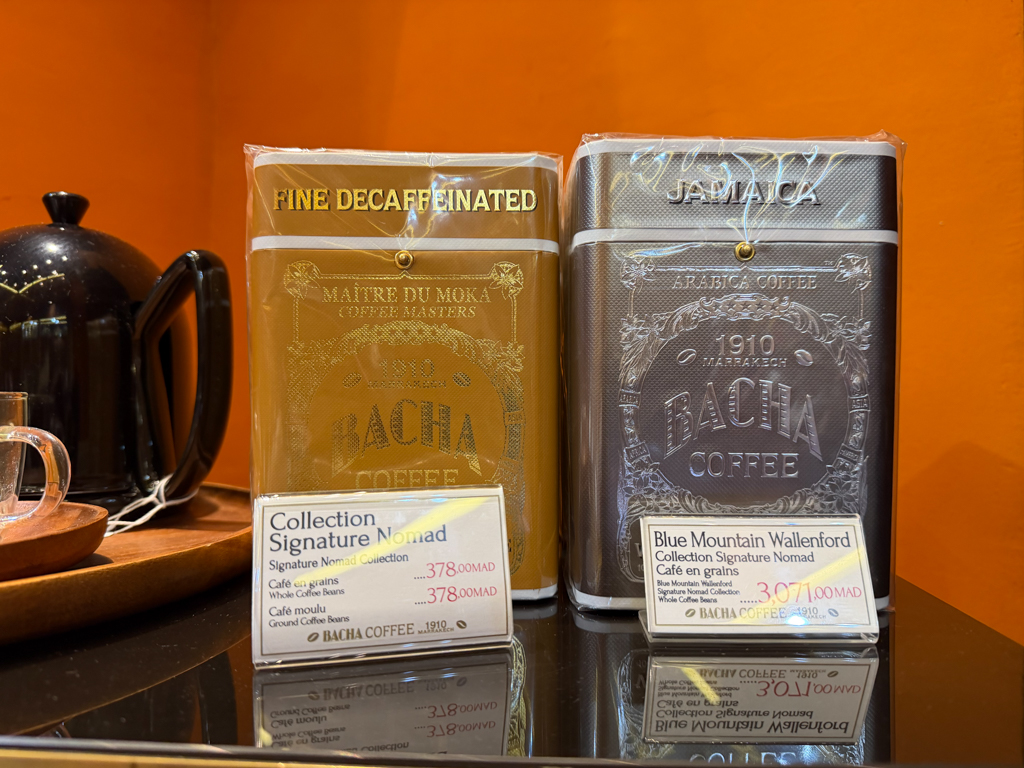 FINE DECAFFEINATED
MAÎTRE DU MOKA
COFFEE MASTERS
1910
MARRAKECH
BACHA
COFFEE
Collection
Signature Nomad
Signature Nomad Collection
Café en grains ....378.00MAD
Whole Coffee Beans
....378.00MAD
Café moulu
Ground Coffee Beans
BACHA COFFEE 1910 MARRAKECH
JAMAICA
ARABICA COFFEE
1910
MARRAKECH
BACHA
COFFEE
Blue Mountain Wallenford
Collection Signature Nomad
Café en grains
Blue Mountain Wallenford
Signature Nomad Collection
Whole Coffee Beans .....3,071.00MAD
BACHA COFFEE 1910 MARRAKECH